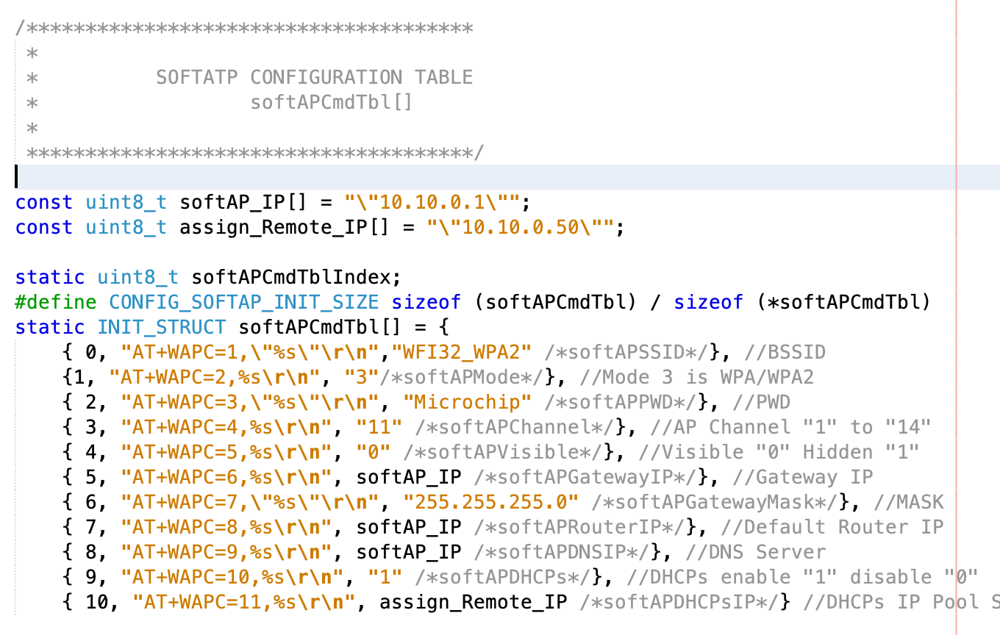 /**************************************
 *
 *          SOFTATP CONFIGURATION TABLE
 *                  softAPCmdTbl[]
 *
 **************************************/
const uint8_t softAP_IP[] = "\"10.10.0.1\"";
const uint8_t assign_Remote_IP[] = "\"10.10.0.50\"";
static uint8_t softAPCmdTblIndex;
#define CONFIG_SOFTAP_INIT_SIZE sizeof (softAPCmdTbl) / sizeof (*softAPCmdTbl)
static INIT_STRUCT softAPCmdTbl[] = {
    { 0, "AT+WAPC=1,\"%s\"\r\n","WFI32_WPA2" /*softAPSSID*/}, //BSSID
    {1, "AT+WAPC=2,%s\r\n", "3"/*softAPMode*/}, //Mode 3 is WPA/WPA2
    { 2, "AT+WAPC=3,\"%s\"\r\n", "Microchip" /*softAPPWD*/}, //PWD
    { 3, "AT+WAPC=4,%s\r\n", "11" /*softAPChannel*/}, //AP Channel "1" to "14"
    { 4, "AT+WAPC=5,%s\r\n", "0" /*softAPVisible*/}, //Visible "0" Hidden "1"
    { 5, "AT+WAPC=6,%s\r\n", softAP_IP /*softAPGatewayIP*/}, //Gateway IP
    { 6, "AT+WAPC=7,\"%s\"\r\n", "255.255.255.0" /*softAPGatewayMask*/}, //MASK
    { 7, "AT+WAPC=8,%s\r\n", softAP_IP /*softAPRouterIP*/}, //Default Router IP
    { 8, "AT+WAPC=9,%s\r\n", softAP_IP /*softAPDNSIP*/}, //DNS Server
    { 9, "AT+WAPC=10,%s\r\n", "1" /*softAPDHCPs*/}, //DHCPs enable "1" disable "0"
    { 10, "AT+WAPC=11,%s\r\n", assign_Remote_IP /*softAPDHCPsIP*/} //DHCPs IP Pool